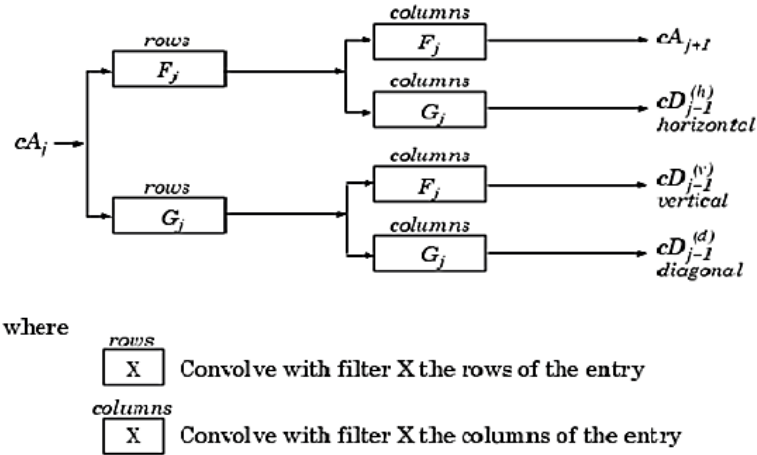 columns
rows
F_j
cA_{j+1}
F_j
columns
G_j
cD_{j-1}^{(h)}
horizontal
cA_j
columns
rows
F_j
cD_{j-1}^{(v)}
vertical
G_j
columns
G_j
cD_{j-1}^{(d)}
diagonal
where
rows
X Convolve with filter X the rows of the entry
columns
X Convolve with filter X the columns of the entry